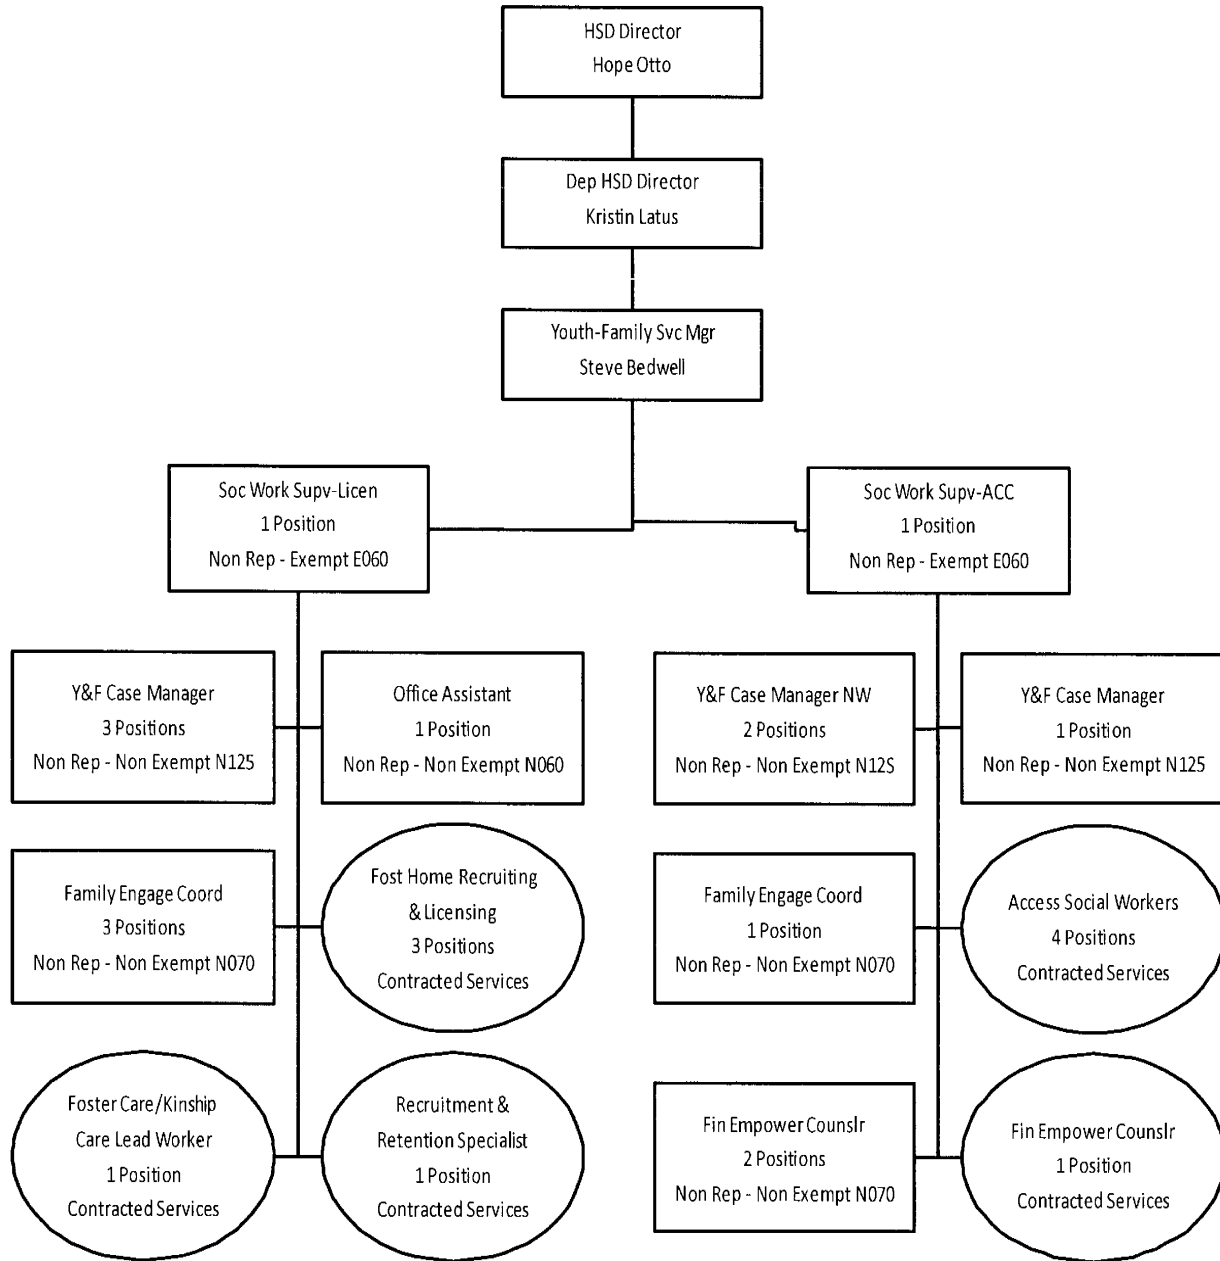 HSD Director
Hope Otto
Dep HSD Director
Kristin Latus
Youth-Family Svc Mgr
Steve Bedwell
Soc Work Supv-Licen
1 Position
Non Rep - Exempt E060
Soc Work Supv-ACC
1 Position
Non Rep - Exempt E060
Y&F Case Manager
3 Positions
Non Rep - Non Exempt N125
Office Assistant
1 Position
Non Rep - Non Exempt N060
Y&F Case Manager NW
2 Positions
Non Rep - Non Exempt N12S
Y&F Case Manager
1 Position
Non Rep - Non Exempt N125
Family Engage Coord
3 Positions
Non Rep - Non Exempt N070
Fost Home Recruiting
& Licensing
3 Positions
Contracted Services
Family Engage Coord
1 Position
Non Rep - Non Exempt N070
Access Social Workers
4 Positions
Contracted Services
Foster Care/Kinship
Care Lead Worker
1 Position
Contracted Services
Recruitment &
Retention Specialist
1 Position
Contracted Services
Fin Empower Counslr
2 Positions
Non Rep - Non Exempt N070
Fin Empower Counslr
1 Position
Contracted Services